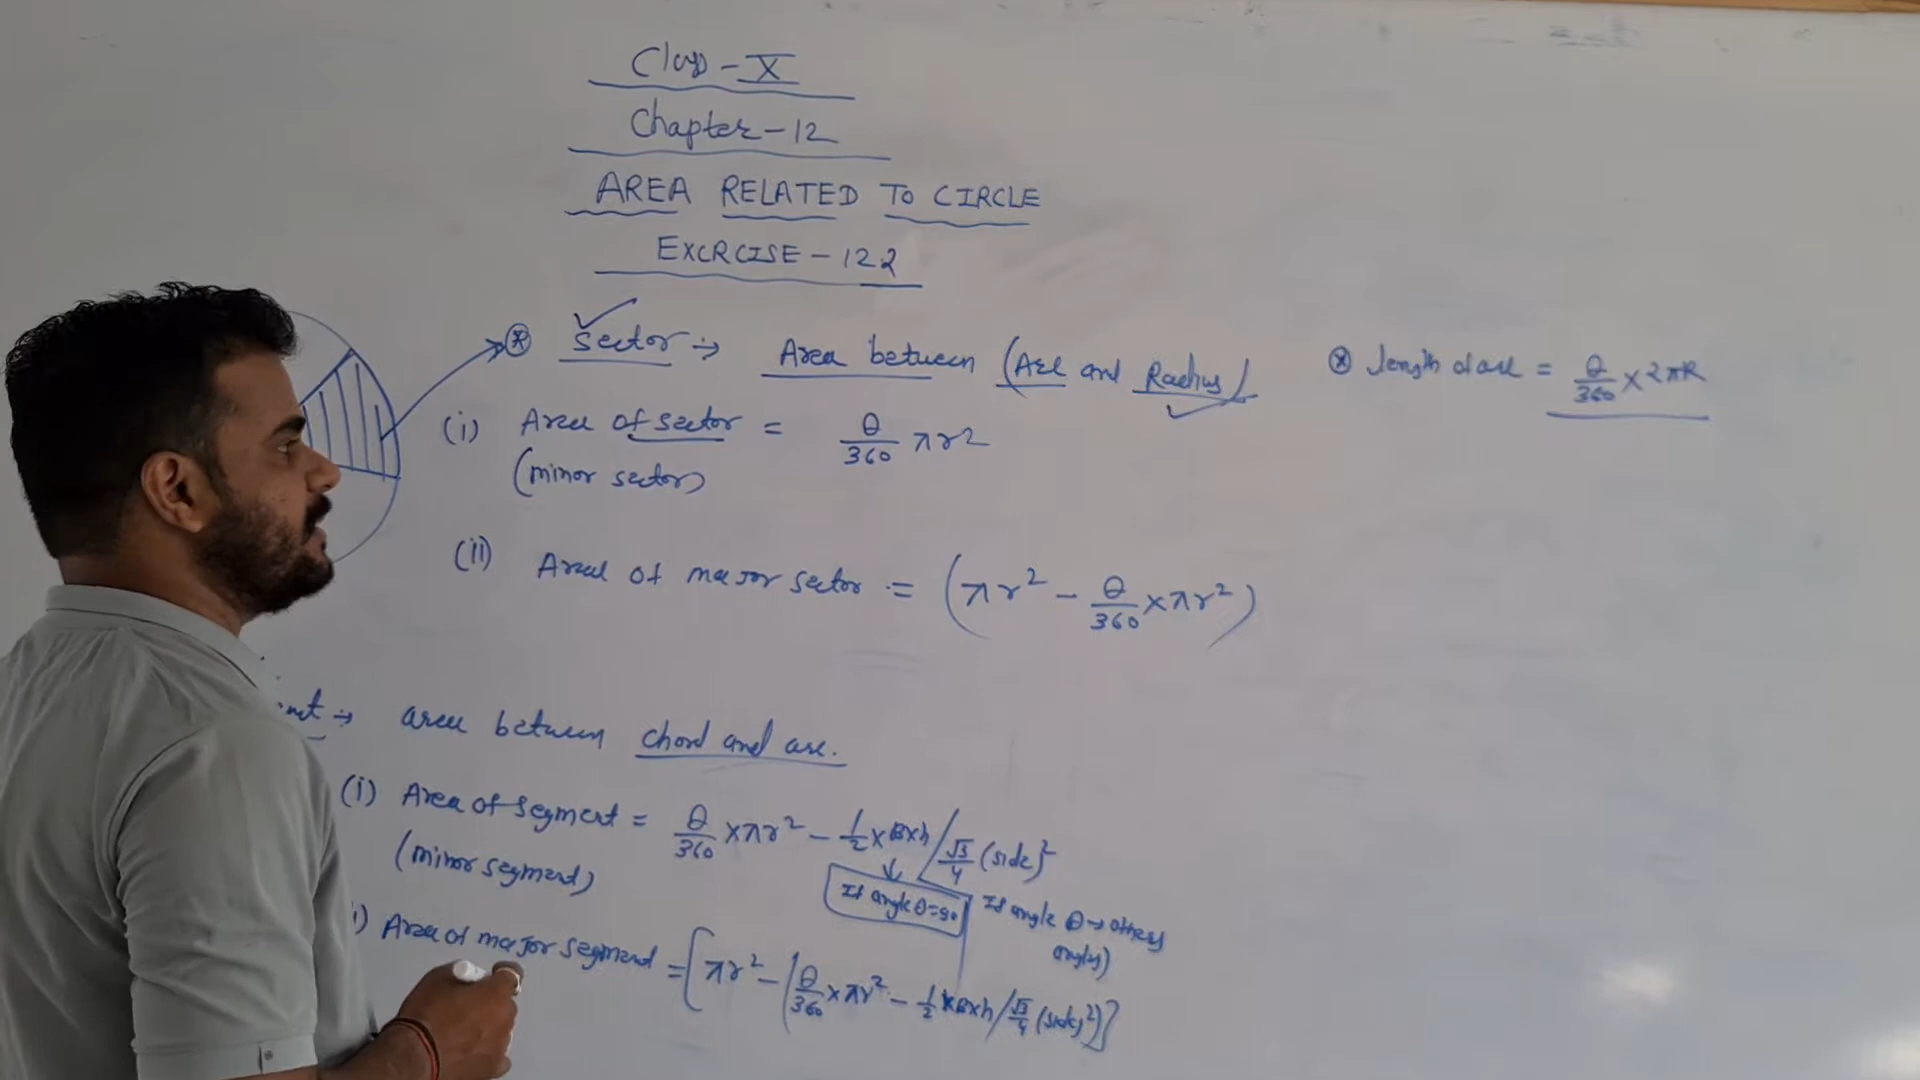 Class - X
Chapter - 12
AREA RELATED TO CIRCLE
EXCRCISE - 12.2
* Sector → Area between (Arc and Radius)
* length of arc = θ/360 × 2πR
(i) Area of sector = θ/360 πr²
(minor sector)
(ii) Area of major sector = (πr² - θ/360 × πr²)
→ area between chord and arc.
(i) Area of segment = θ/360 × πr² - 1/2 × B×h / √3/4 (side)²
(minor segment)
If angle θ=90
If angle θ → others angles)
Area of major segment = [πr² - (θ/360 × πr² - 1/2 × B×h / √3/4 (side)²)]